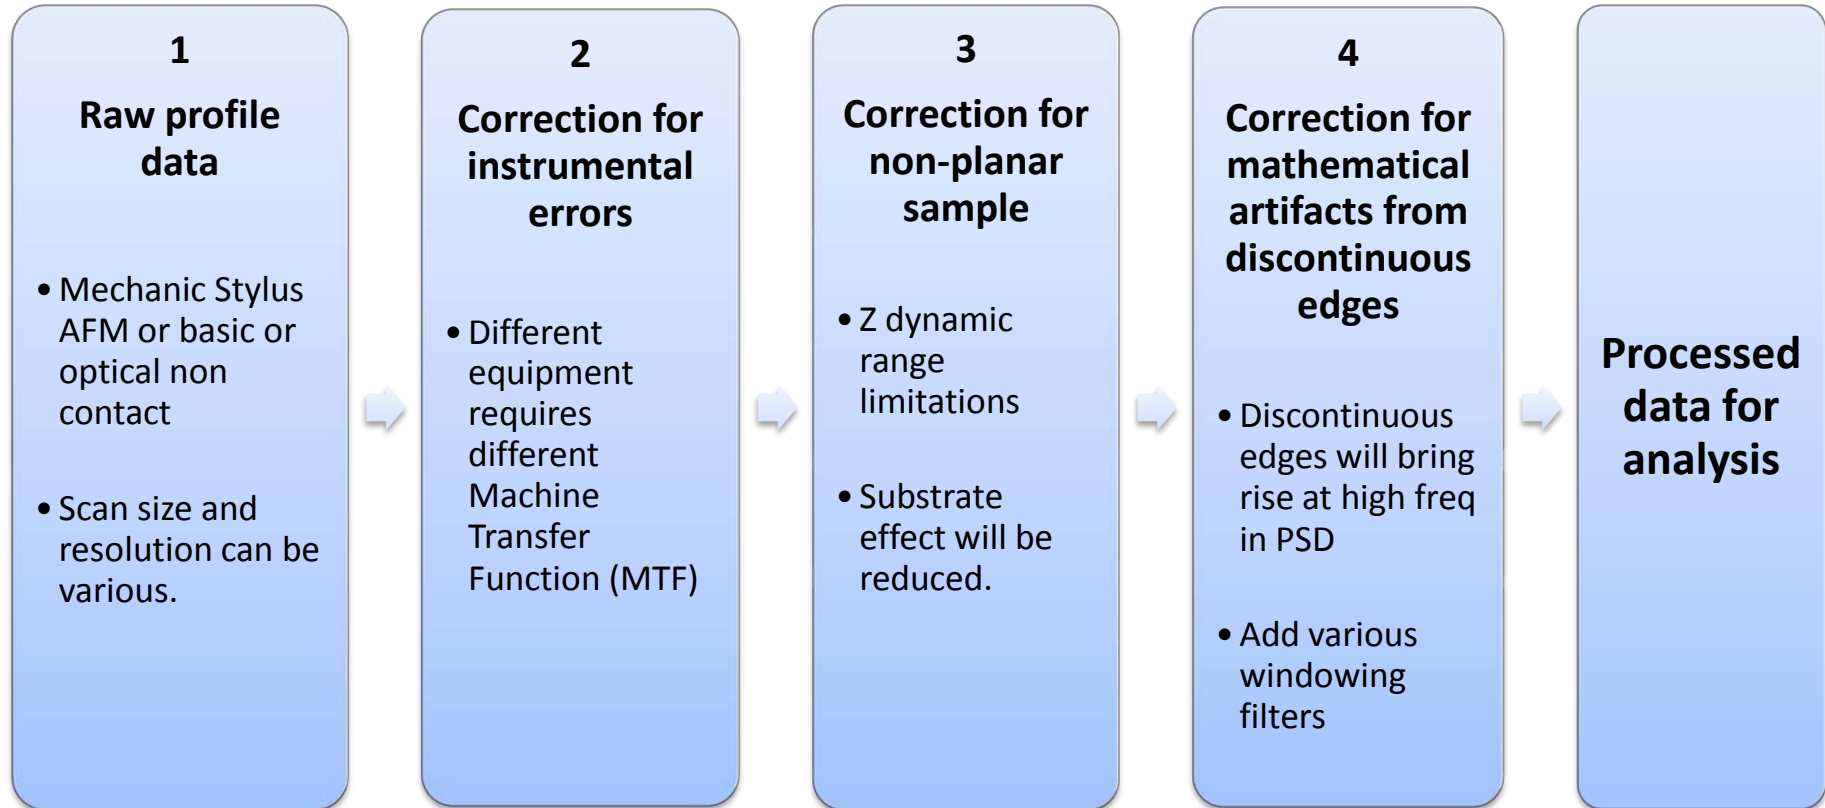 1
Raw profile
data
• Mechanic Stylus
AFM or basic or
optical non
contact
• Scan size and
resolution can be
various.
2
Correction for
instrumental
errors
• Different
equipment
requires
different
Machine
Transfer
Function (MTF)
3
Correction for
non-planar
sample
• Z dynamic
range
limitations
• Substrate
effect will be
reduced.
4
Correction for
mathematical
artifacts from
discontinuous
edges
• Discontinuous
edges will bring
rise at high freq
in PSD
• Add various
windowing
filters
Processed
data for
analysis